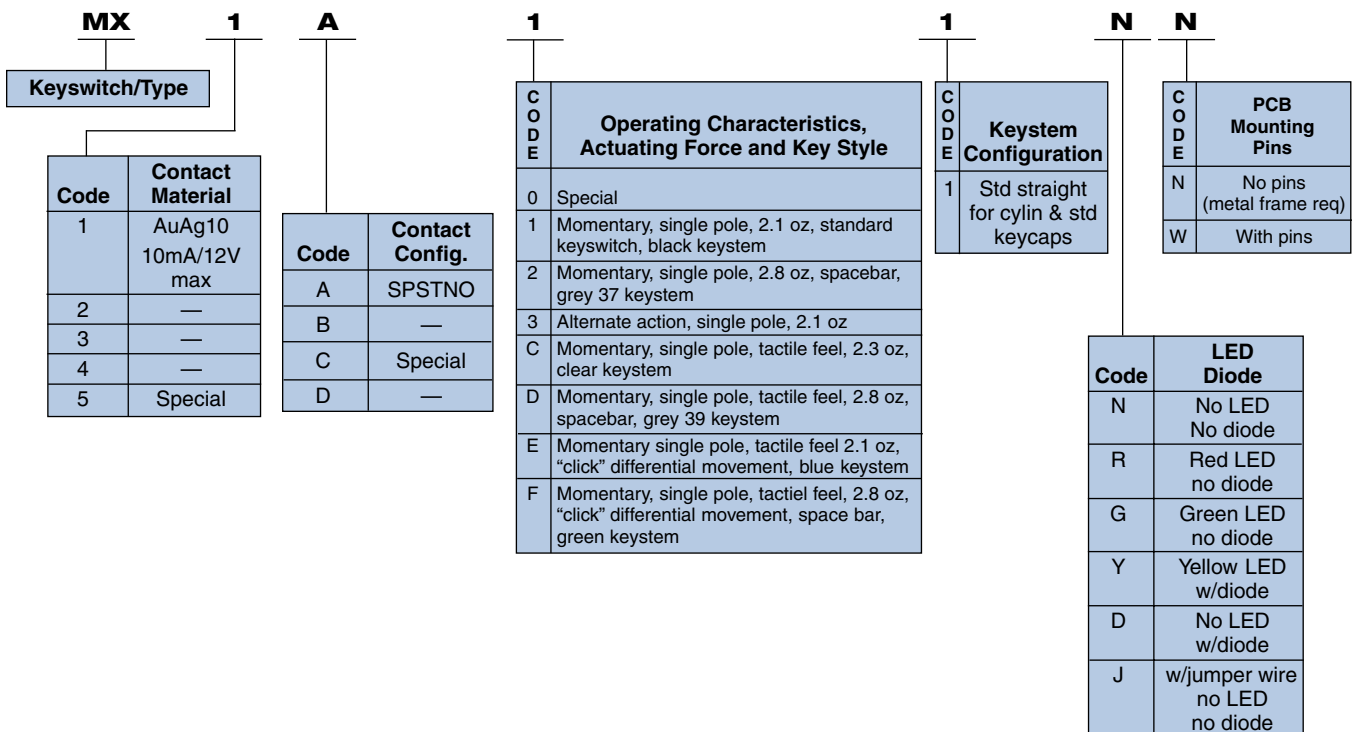 MX 1 A 1 1 N N
Keyswitch/Type
Code Contact Material
1 AuAg10
10mA/12V
max
2 —
3 —
4 —
5 Special
Code Contact Config.
A SPSTNO
B —
C Special
D —
CODE Operating Characteristics,
Actuating Force and Key Style
0 Special
1 Momentary, single pole, 2.1 oz, standard
keyswitch, black keystem
2 Momentary, single pole, 2.8 oz, spacebar,
grey 37 keystem
3 Alternate action, single pole, 2.1 oz
C Momentary, single pole, tactile feel, 2.3 oz,
clear keystem
D Momentary, single pole, tactile feel, 2.8 oz,
spacebar, grey 39 keystem
E Momentary single pole, tactile feel 2.1 oz,
“click” differential movement, blue keystem
F Momentary, single pole, tactiel feel, 2.8 oz,
“click” differential movement, space bar,
green keystem
CODE Keystem
Configuration
1 Std straight
for cylin & std
keycaps
CODE PCB
Mounting
Pins
N No pins
(metal frame req)
W With pins
Code LED
Diode
N No LED
No diode
R Red LED
no diode
G Green LED
no diode
Y Yellow LED
w/diode
D No LED
w/diode
J w/jumper wire
no LED
no diode